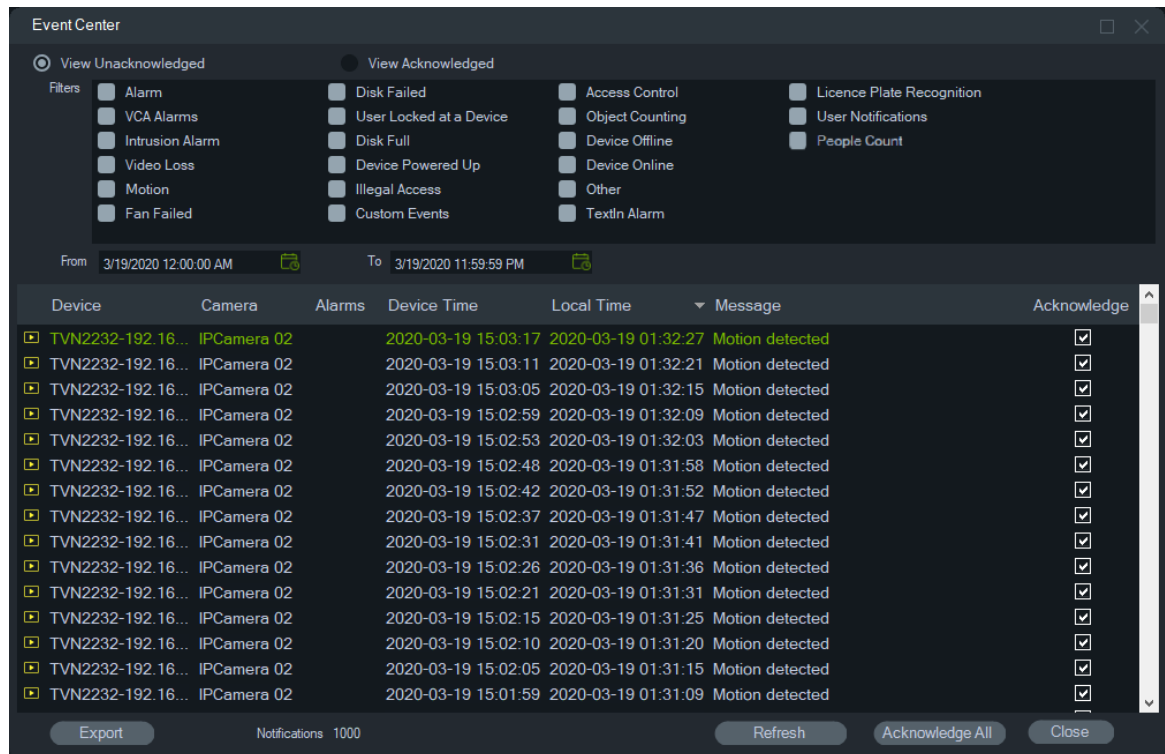 Event Center
View Unacknowledged View Acknowledged
Filters Alarm Disk Failed Access Control Licence Plate Recognition
VCA Alarms User Locked at a Device Object Counting User Notifications
Intrusion Alarm Disk Full Device Offline People Count
Video Loss Device Powered Up Device Online
Motion Illegal Access Other
Fan Failed Custom Events TextIn Alarm
From 3/19/2020 12:00:00 AM To 3/19/2020 11:59:59 PM
Device Camera Alarms Device Time Local Time Message Acknowledge
TVN2232-192.16... IPCamera 02 2020-03-19 15:03:17 2020-03-19 01:32:27 Motion detected
TVN2232-192.16... IPCamera 02 2020-03-19 15:03:11 2020-03-19 01:32:21 Motion detected
TVN2232-192.16... IPCamera 02 2020-03-19 15:03:05 2020-03-19 01:32:15 Motion detected
TVN2232-192.16... IPCamera 02 2020-03-19 15:02:59 2020-03-19 01:32:09 Motion detected
TVN2232-192.16... IPCamera 02 2020-03-19 15:02:53 2020-03-19 01:32:03 Motion detected
TVN2232-192.16... IPCamera 02 2020-03-19 15:02:48 2020-03-19 01:31:58 Motion detected
TVN2232-192.16... IPCamera 02 2020-03-19 15:02:42 2020-03-19 01:31:52 Motion detected
TVN2232-192.16... IPCamera 02 2020-03-19 15:02:37 2020-03-19 01:31:47 Motion detected
TVN2232-192.16... IPCamera 02 2020-03-19 15:02:31 2020-03-19 01:31:41 Motion detected
TVN2232-192.16... IPCamera 02 2020-03-19 15:02:26 2020-03-19 01:31:36 Motion detected
TVN2232-192.16... IPCamera 02 2020-03-19 15:02:21 2020-03-19 01:31:31 Motion detected
TVN2232-192.16... IPCamera 02 2020-03-19 15:02:15 2020-03-19 01:31:25 Motion detected
TVN2232-192.16... IPCamera 02 2020-03-19 15:02:10 2020-03-19 01:31:20 Motion detected
TVN2232-192.16... IPCamera 02 2020-03-19 15:02:05 2020-03-19 01:31:15 Motion detected
TVN2232-192.16... IPCamera 02 2020-03-19 15:01:59 2020-03-19 01:31:09 Motion detected
Export Notifications 1000 Refresh Acknowledge All Close